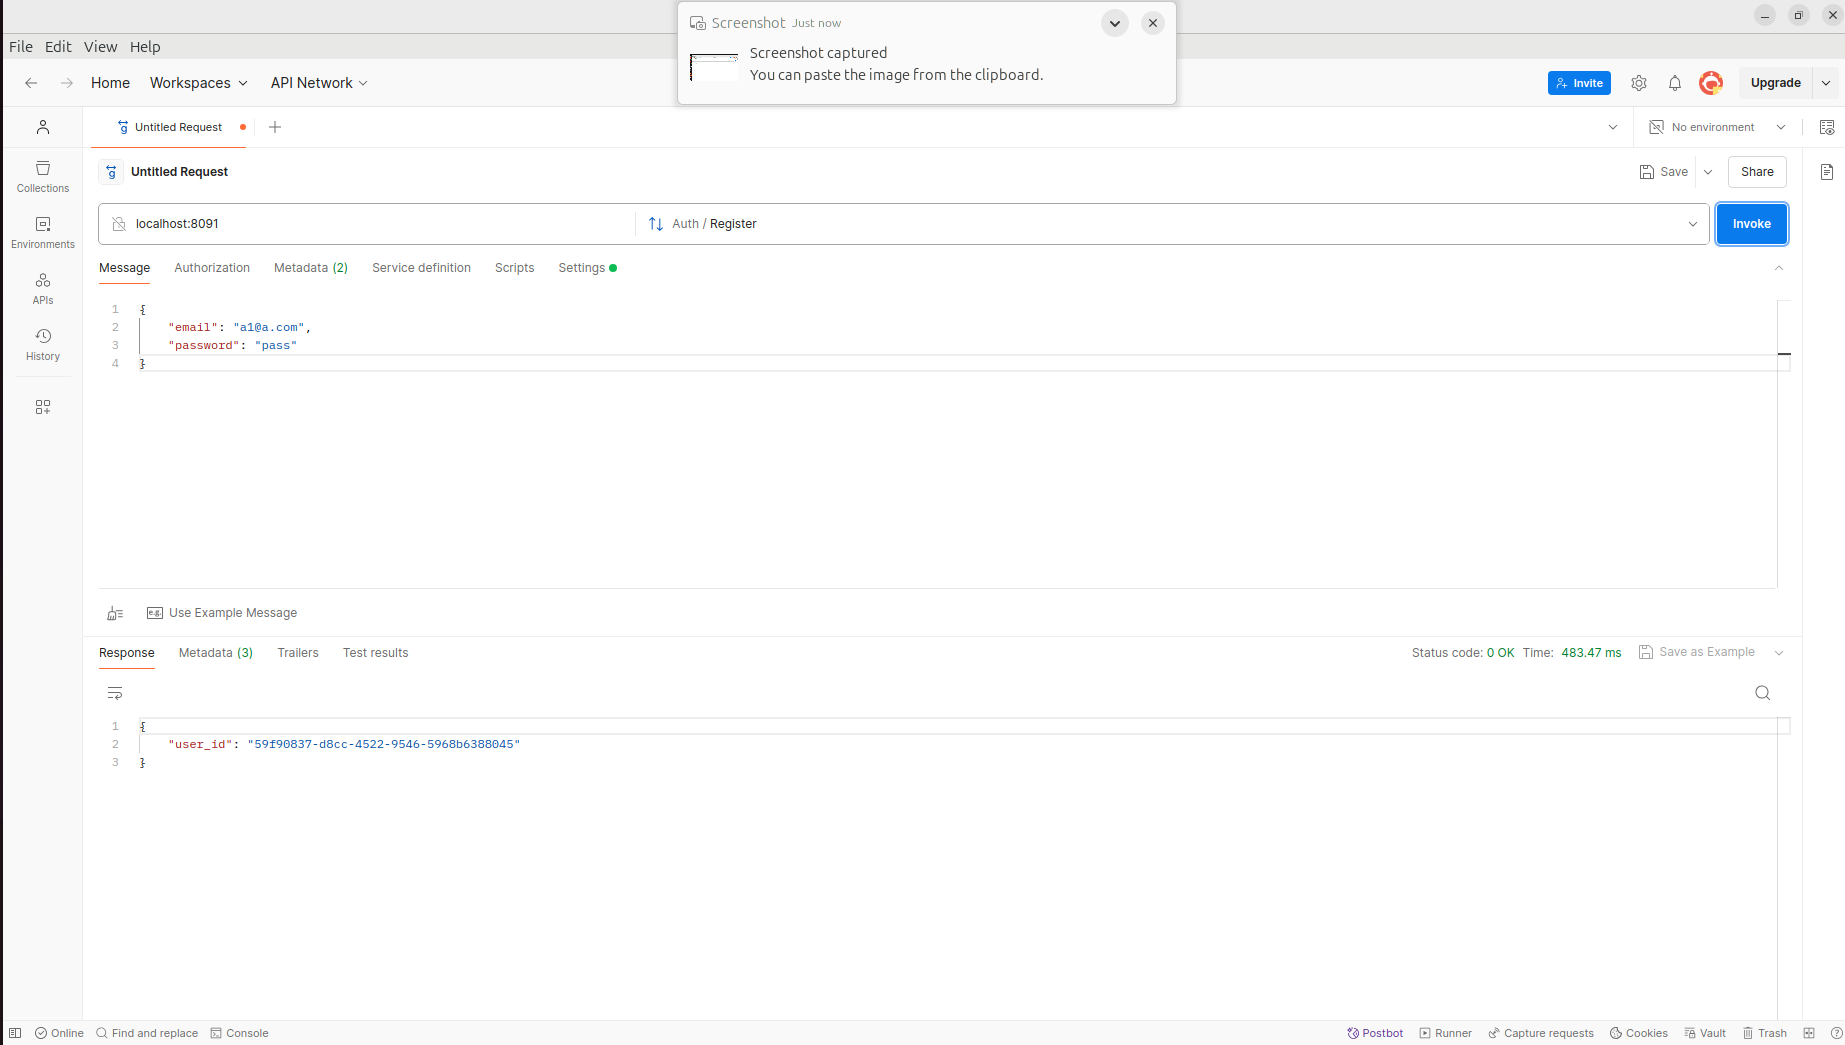 Screenshot Just now
Screenshot captured
You can paste the image from the clipboard.
File Edit View Help
Home Workspaces API Network Invite Upgrade
Untitled Request No environment
Untitled Request Save Share
localhost:8091 Auth / Register Invoke
Message Authorization Metadata (2) Service definition Scripts Settings
Collections
Environments
APIs
History
1 {
2 "email": "a1@a.com",
3 "password": "pass"
4 }
e.g. Use Example Message
Response Metadata (3) Trailers Test results Status code: 0 OK Time: 483.47 ms Save as Example
1 {
2 "user_id": "59f90837-d8cc-4522-9546-5968b6388045"
3 }
Online Find and replace Console Postbot Runner Capture requests Cookies Vault Trash